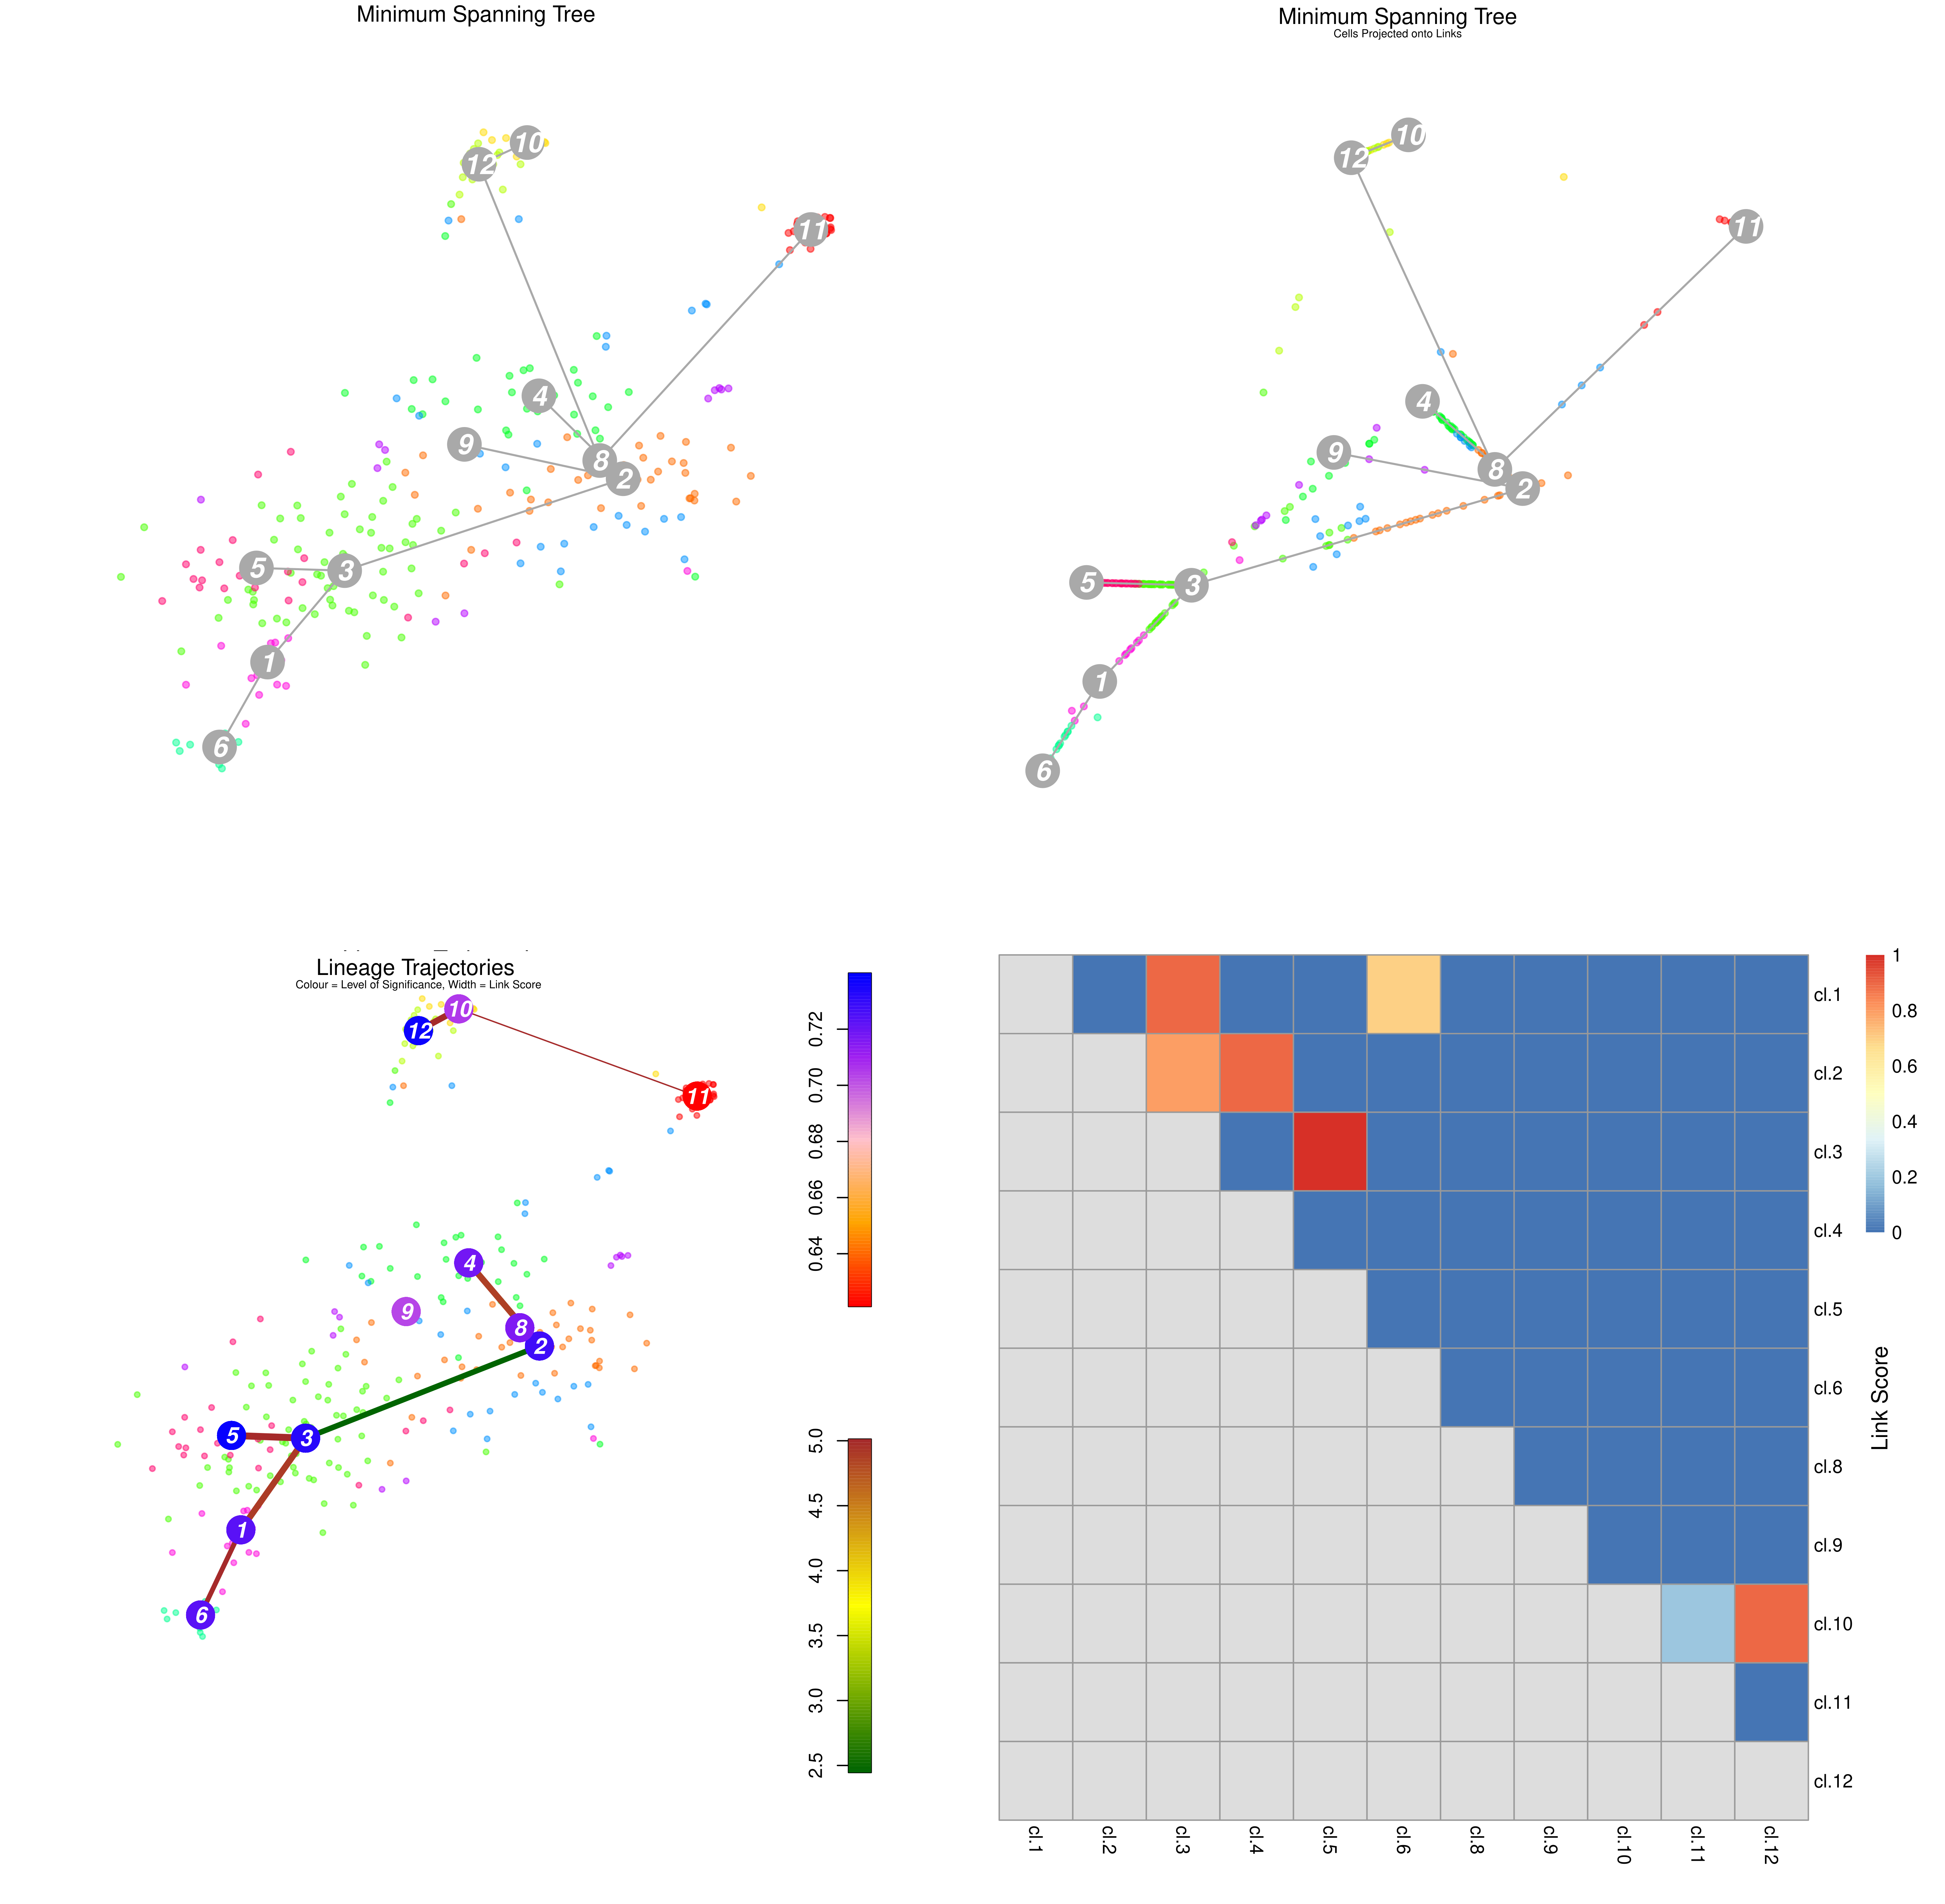 Minimum Spanning Tree
10
12
11
4
9
8
2
5
3
1
6
Minimum Spanning Tree
Cells Projected onto Links
10
12
11
4
9
8
2
5
3
1
6
Lineage Trajectories
Colour = Level of Significance, Width = Link Score
10
12
11
4
9
8
2
5
3
1
6
0.72
0.70
0.68
0.66
0.64
5.0
4.5
4.0
3.5
3.0
2.5
cl.1
cl.2
cl.3
cl.4
cl.5
cl.6
cl.8
cl.9
cl.10
cl.11
cl.12
cl.1
cl.2
cl.3
cl.4
cl.5
cl.6
cl.8
cl.9
cl.10
cl.11
cl.12
1
0.8
0.6
0.4
0.2
0
Link Score